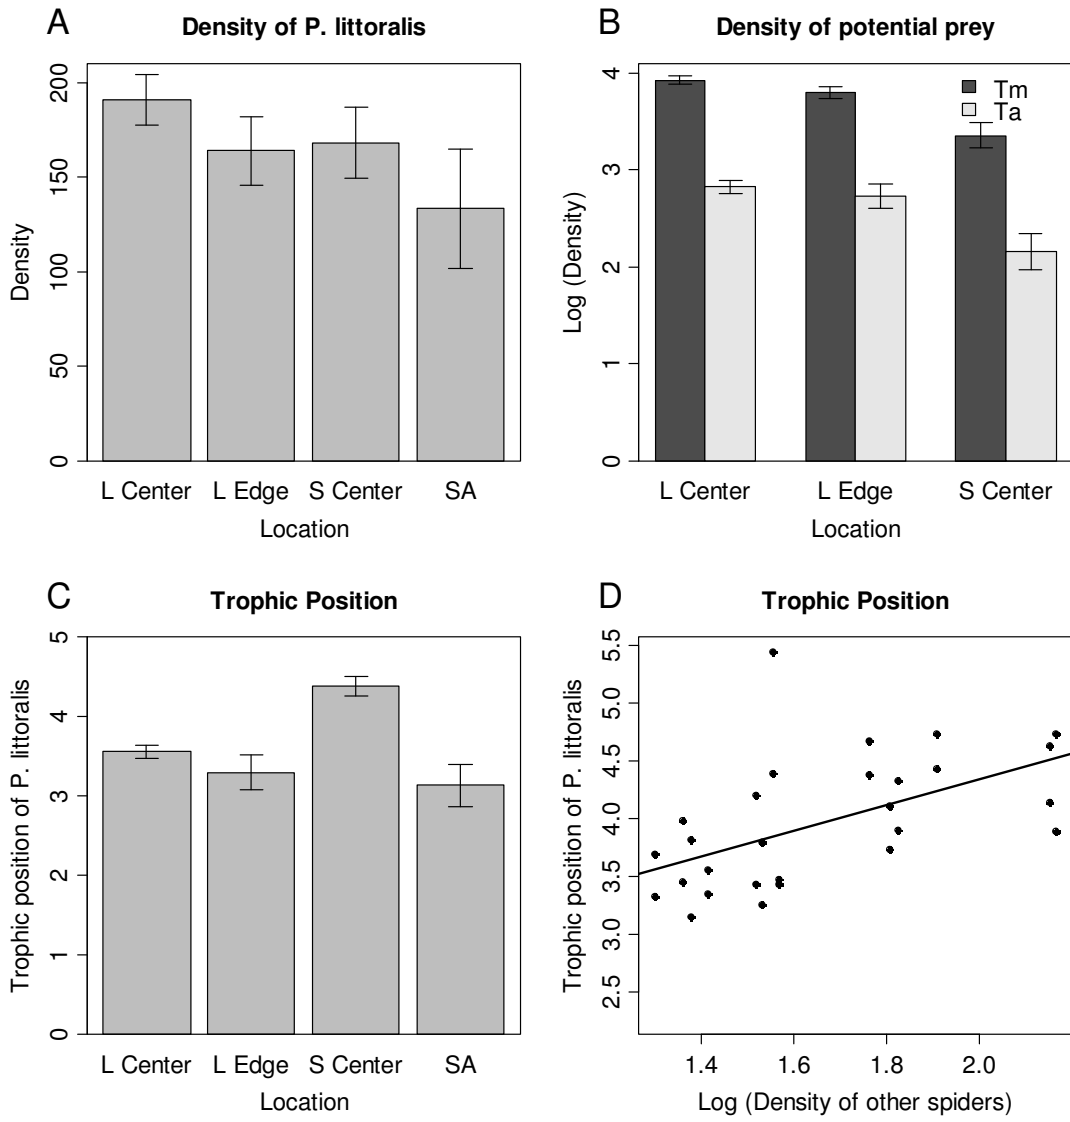 A
Density of P. littoralis
Density
0
50
100
150
200
L Center L Edge S Center SA
Location
B
Density of potential prey
Log (Density)
0
1
2
3
4
Tm
Ta
L Center L Edge S Center
Location
C
Trophic Position
Trophic position of P. littoralis
0
1
2
3
4
5
L Center L Edge S Center SA
Location
D
Trophic Position
Trophic position of P. littoralis
2.5
3.0
3.5
4.0
4.5
5.0
5.5
1.4 1.6 1.8 2.0
Log (Density of other spiders)